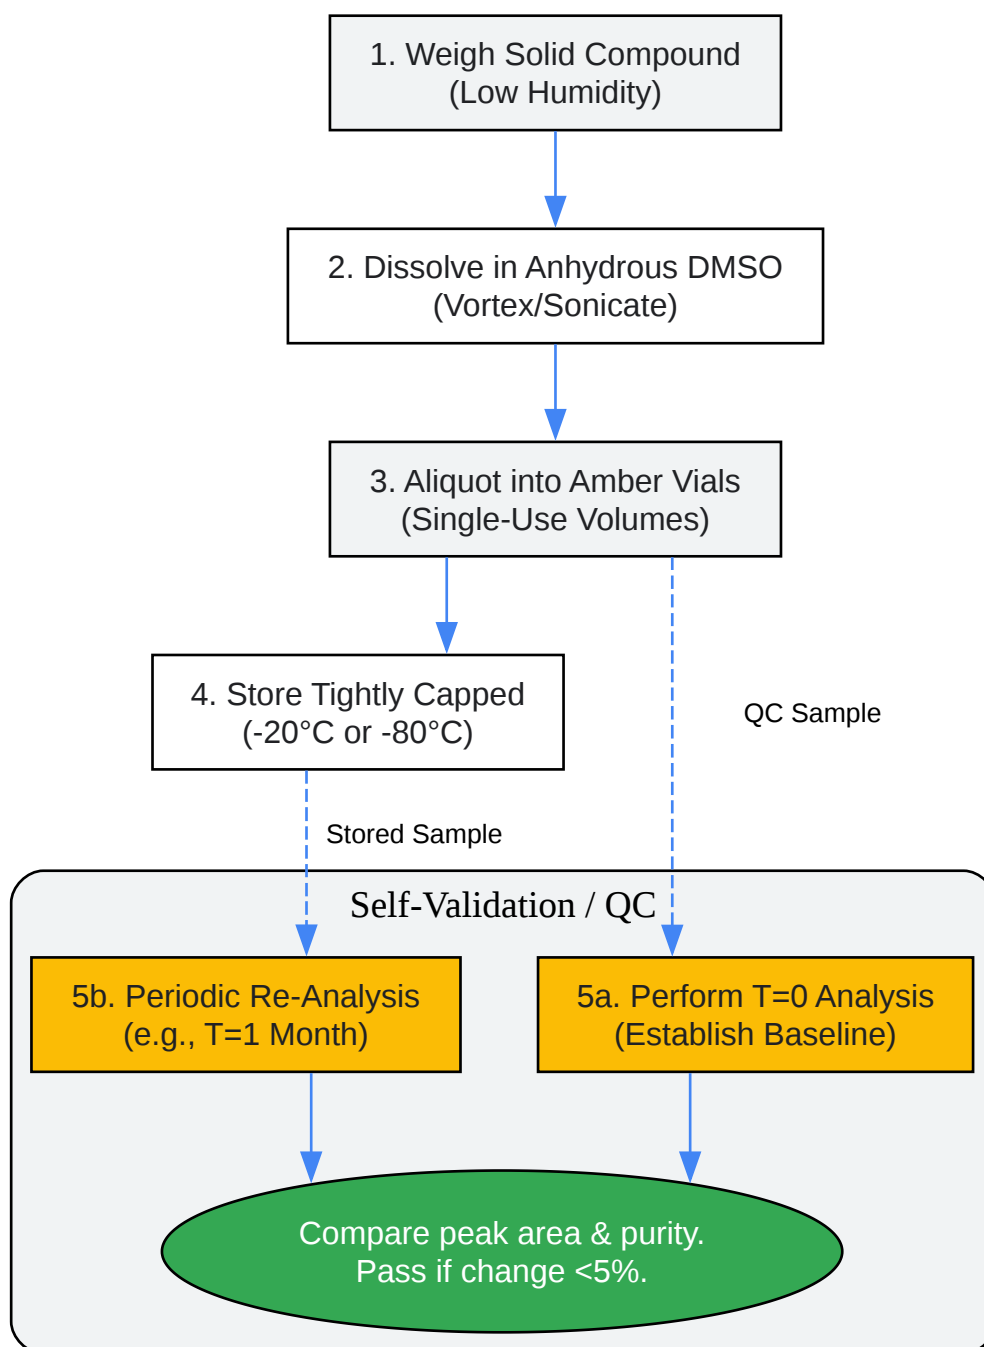 1. Weigh Solid Compound
(Low Humidity)
2. Dissolve in Anhydrous DMSO
(Vortex/Sonicate)
3. Aliquot into Amber Vials
(Single-Use Volumes)
4. Store Tightly Capped
(-20°C or -80°C)
QC Sample
Stored Sample
Self-Validation / QC
5b. Periodic Re-Analysis
(e.g., T=1 Month)
5a. Perform T=0 Analysis
(Establish Baseline)
Compare peak area & purity.
Pass if change <5%.